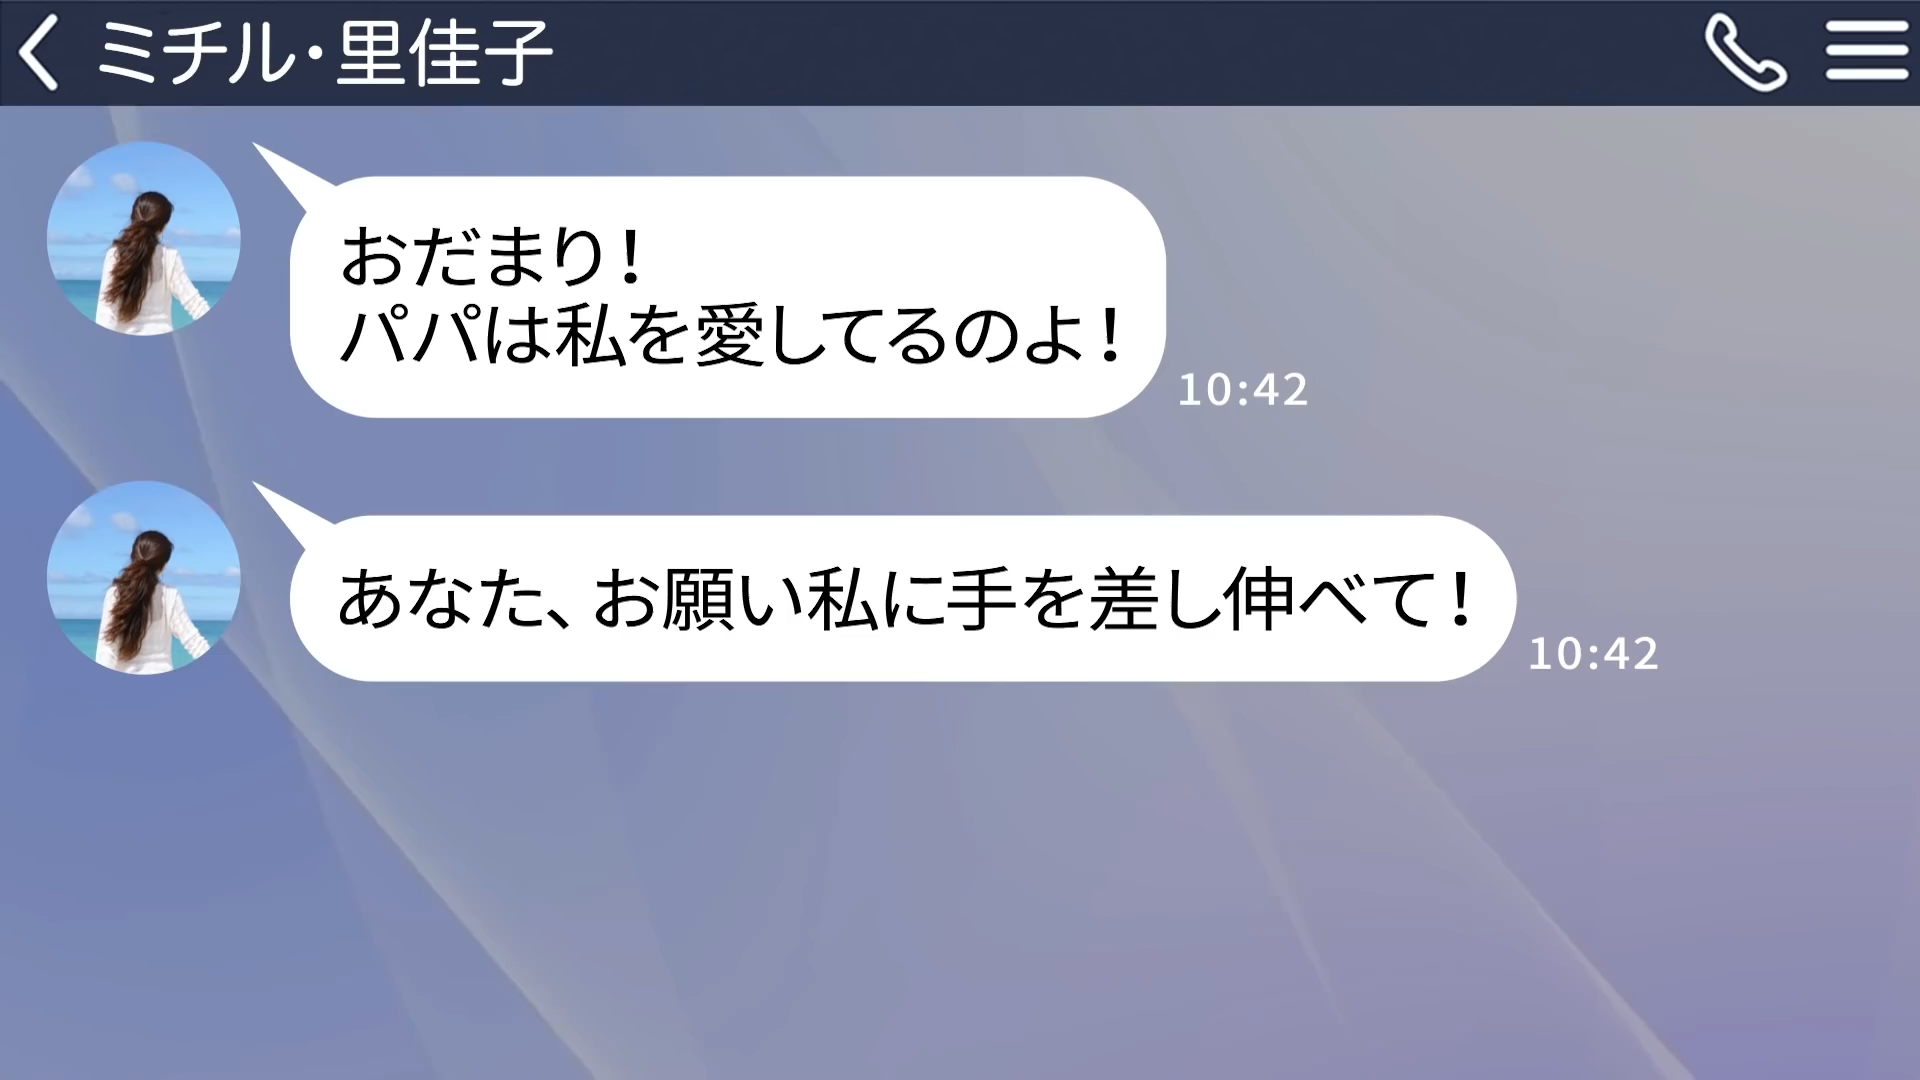 ミチル・里佳子
おだまり！
パパは私を愛してるのよ！
10:42
あなた、お願い私に手を差し伸べて！
10:42